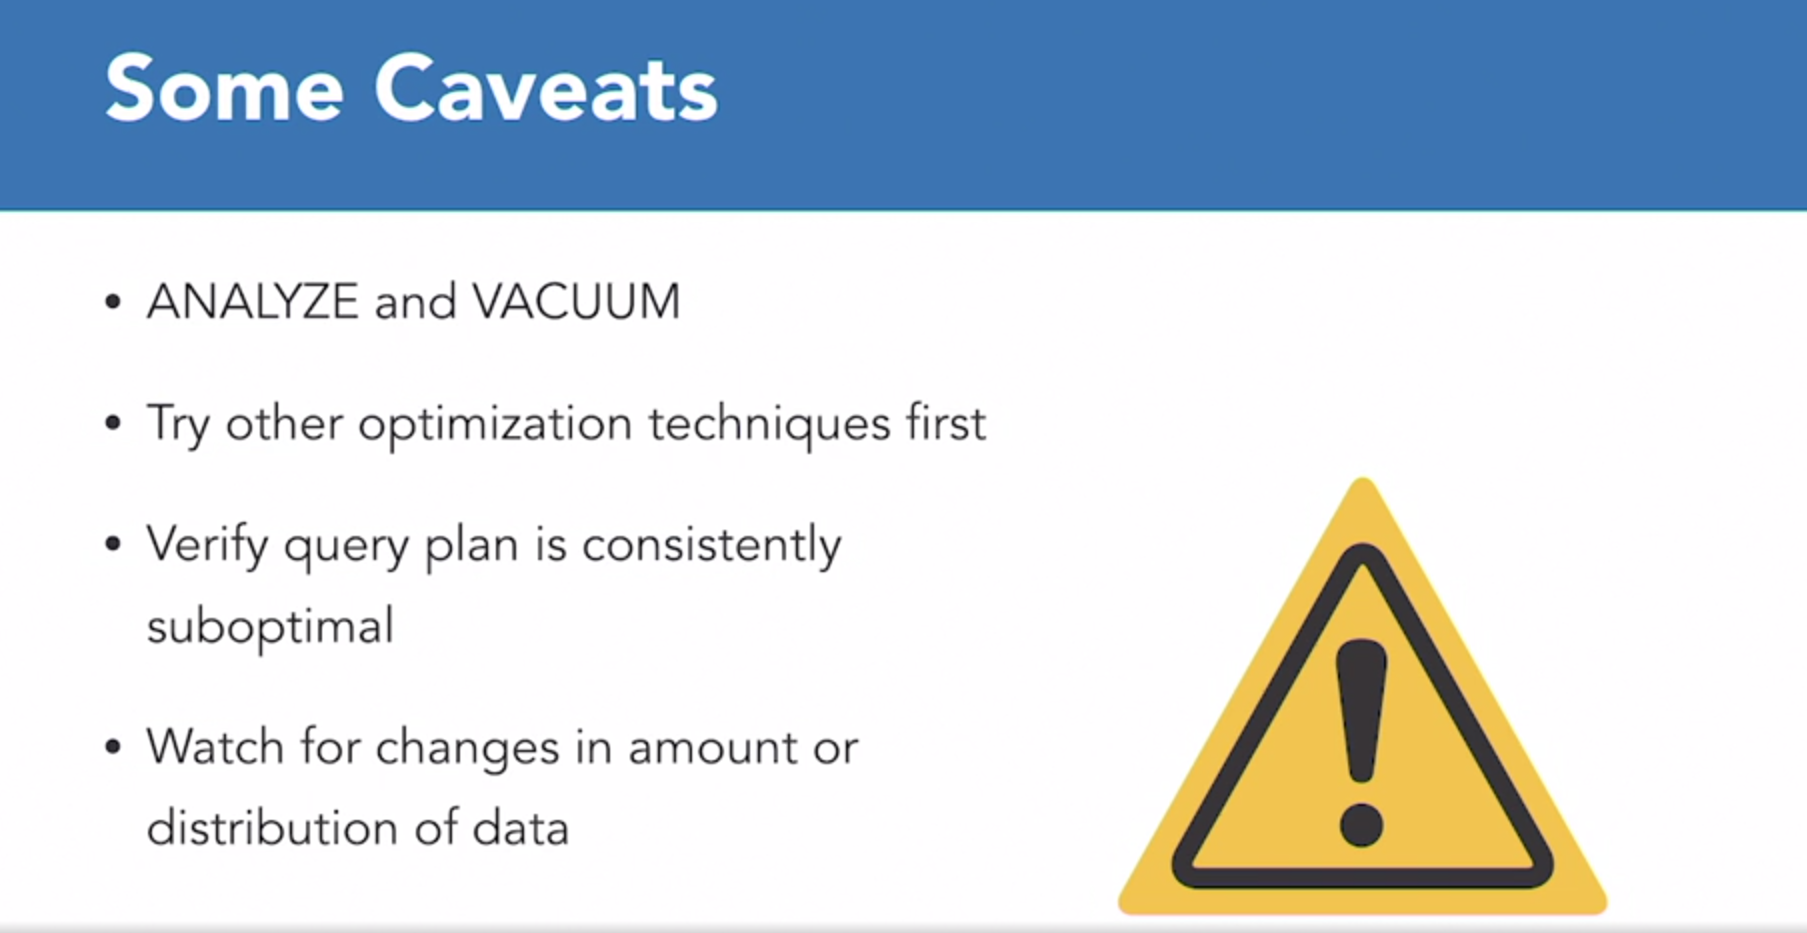 Some Caveats
• ANALYZE and VACUUM
• Try other optimization techniques first
• Verify query plan is consistently
suboptimal
• Watch for changes in amount or
distribution of data